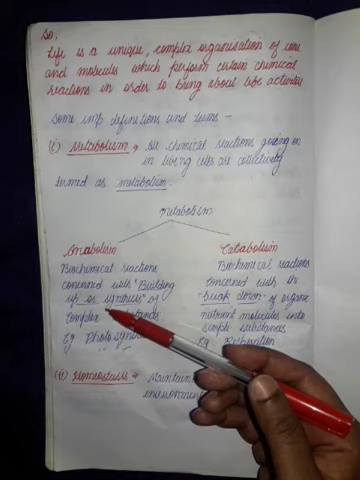 So,
Life is a unique, complex organisation of
and molecules which perform certain chemical
reactions in order to bring about life activities
Some imp definitions and terms -
(i) Metabolism → All chemical reactions going on
in living cells are collectively
termed as metabolism.
Metabolism
Anabolism
Biochemical reactions
concerned with "Building
up or synthesis" of
Complex
Eg Photosyn
Catabolism
Biochemical reactions
concerned with the
"break down" of organic
nutrient molecules into
simple substances
Eg. Respiration
(ii) Homeostasis → Maintain
environment